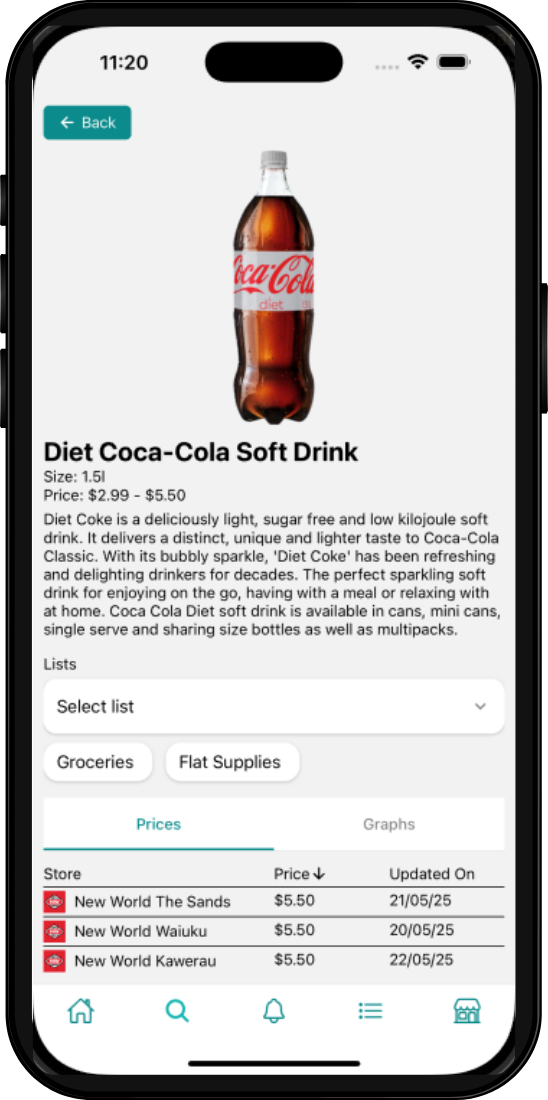 11:20
← Back
Coca-Cola
diet
Diet Coca-Cola Soft Drink
Size: 1.5l
Price: $2.99 - $5.50
Diet Coke is a deliciously light, sugar free and low kilojoule soft
drink. It delivers a distinct, unique and lighter taste to Coca-Cola
Classic. With its bubbly sparkle, 'Diet Coke' has been refreshing
and delighting drinkers for decades. The perfect sparkling soft
drink for enjoying on the go, having with a meal or relaxing with
at home. Coca Cola Diet soft drink is available in cans, mini cans,
single serve and sharing size bottles as well as multipacks.
Lists
Select list
Groceries Flat Supplies
Prices Graphs
Store Price↓ Updated On
New World The Sands $5.50 21/05/25
New World Waiuku $5.50 20/05/25
New World Kawerau $5.50 22/05/25